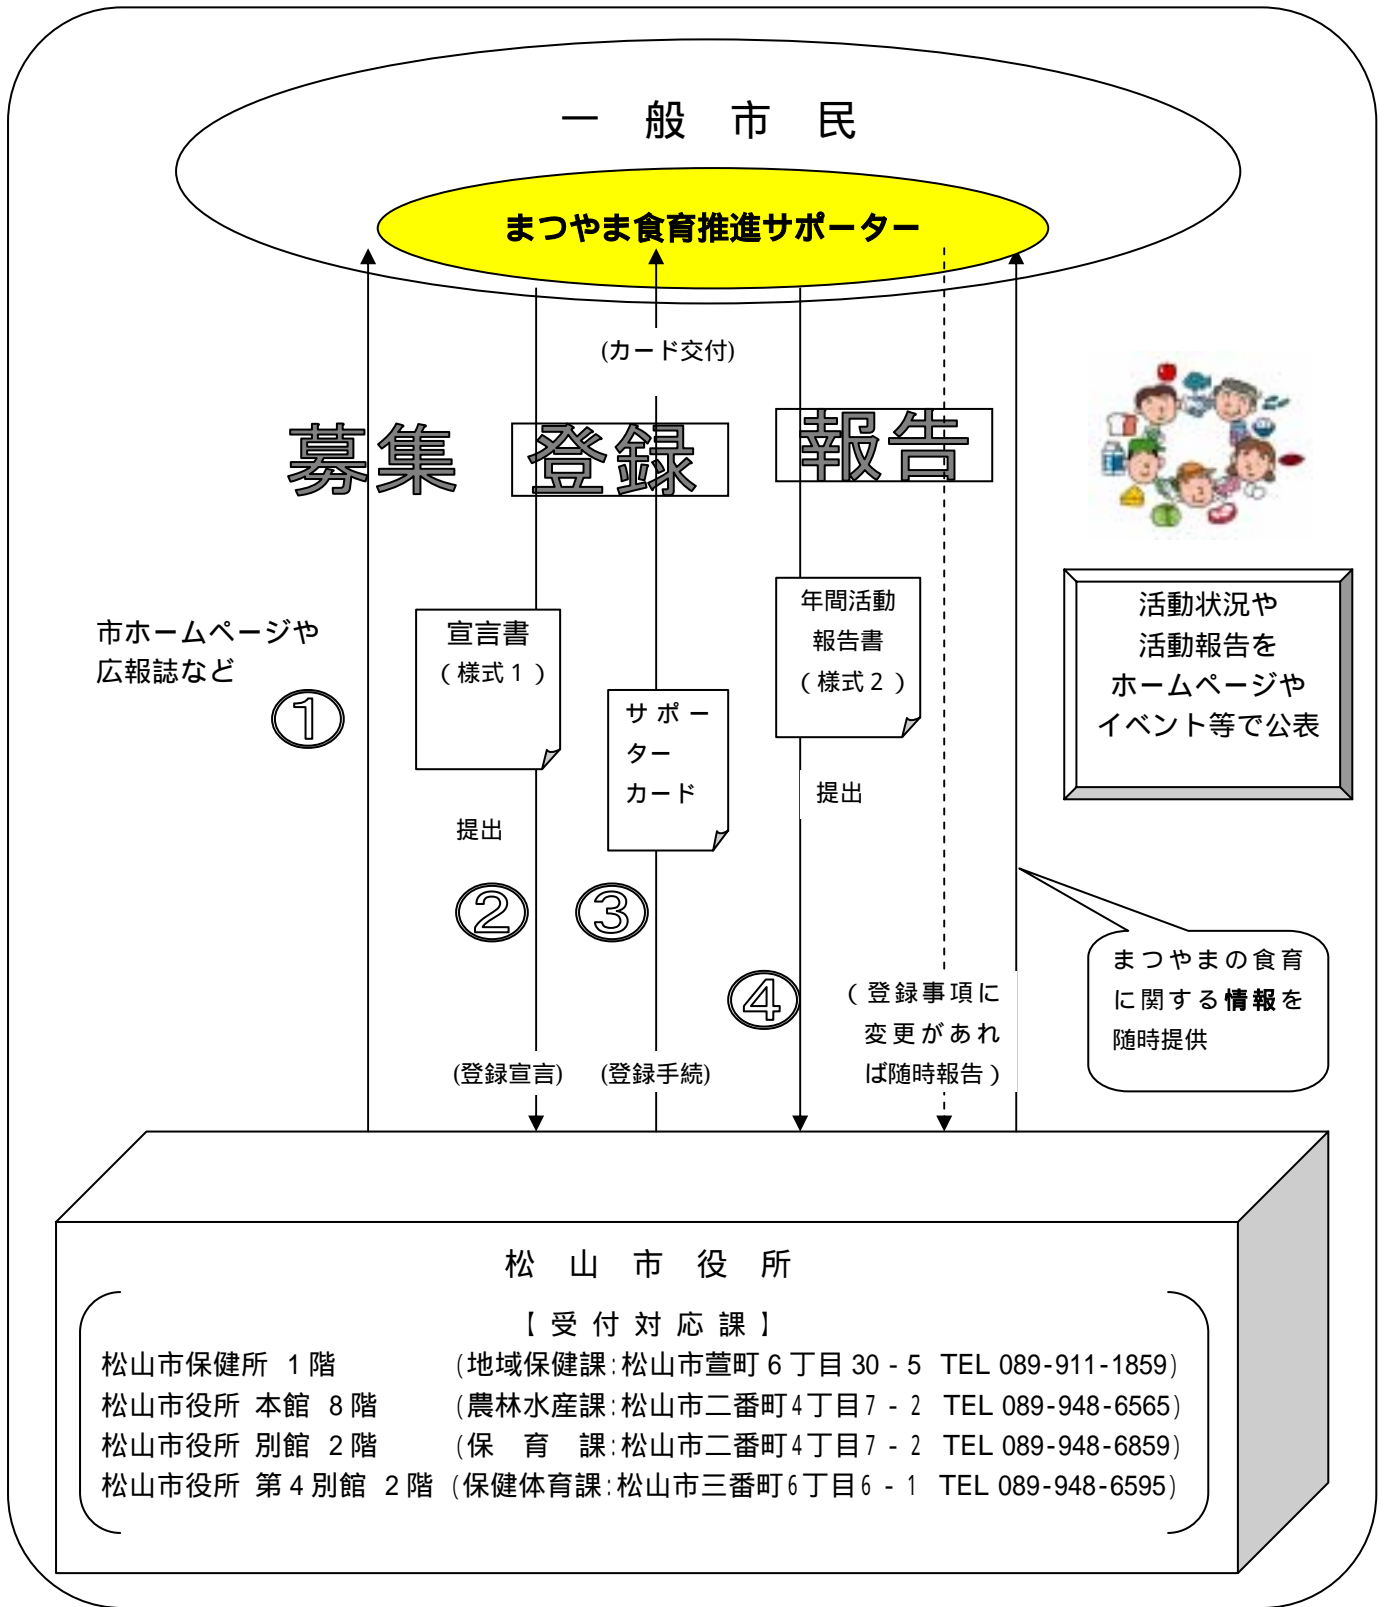 一般市民
まつやま食育推進サポーター
(カード交付)
募集
登録
報告
市ホームページや
広報誌など
①
宣言書
（様式1）
提出
②
(登録宣言)
サポー
ター
カード
③
(登録手続)
年間活動
報告書
（様式2）
提出
④
（登録事項に
変更があれ
ば随時報告）
活動状況や
活動報告を
ホームページや
イベント等で公表
まつやまの食育
に関する情報を
随時提供
松山市役所
【受付対応課】
松山市保健所 1階 (地域保健課:松山市萱町6丁目30-5 TEL 089-911-1859)
松山市役所 本館 8階 (農林水産課:松山市二番町4丁目7-2 TEL 089-948-6565)
松山市役所 別館 2階 (保 育 課:松山市二番町4丁目7-2 TEL 089-948-6859)
松山市役所 第4別館 2階 (保健体育課:松山市三番町6丁目6-1 TEL 089-948-6595)